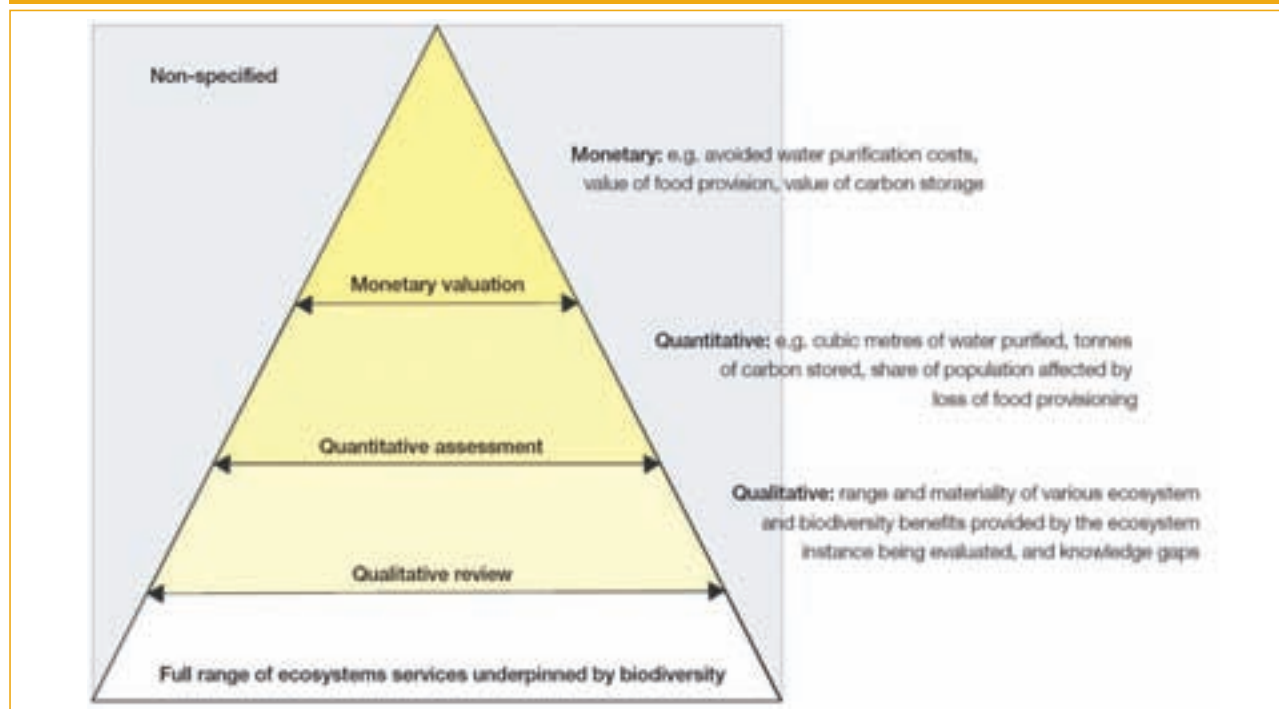 Non-specified
Monetary: e.g. avoided water purification costs,
value of food provision, value of carbon storage
Monetary valuation
Quantitative: e.g. cubic metres of water purified, tonnes
of carbon stored, share of population affected by
loss of food provisioning
Quantitative assessment
Qualitative: range and materiality of various ecosystem
and biodiversity benefits provided by the ecosystem
instance being evaluated, and knowledge gaps
Qualitative review
Full range of ecosystems services underpinned by biodiversity